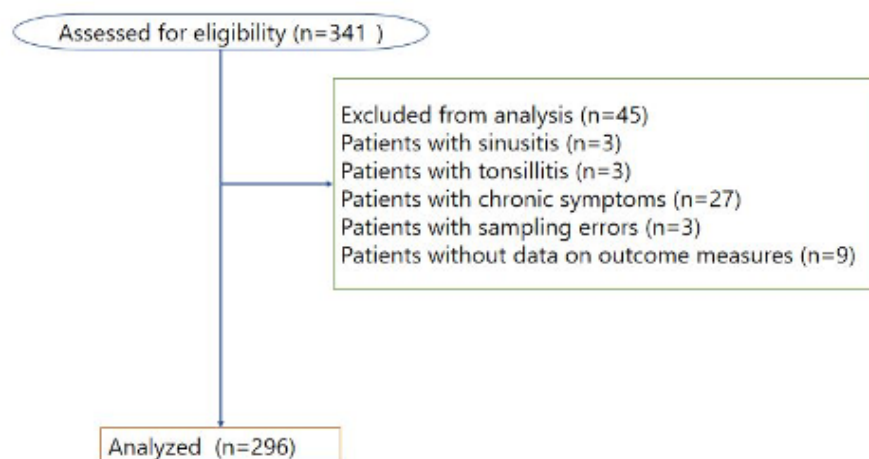 Assessed for eligibility (n=341 )
Excluded from analysis (n=45)
Patients with sinusitis (n=3)
Patients with tonsillitis (n=3)
Patients with chronic symptoms (n=27)
Patients with sampling errors (n=3)
Patients without data on outcome measures (n=9)
Analyzed (n=296)